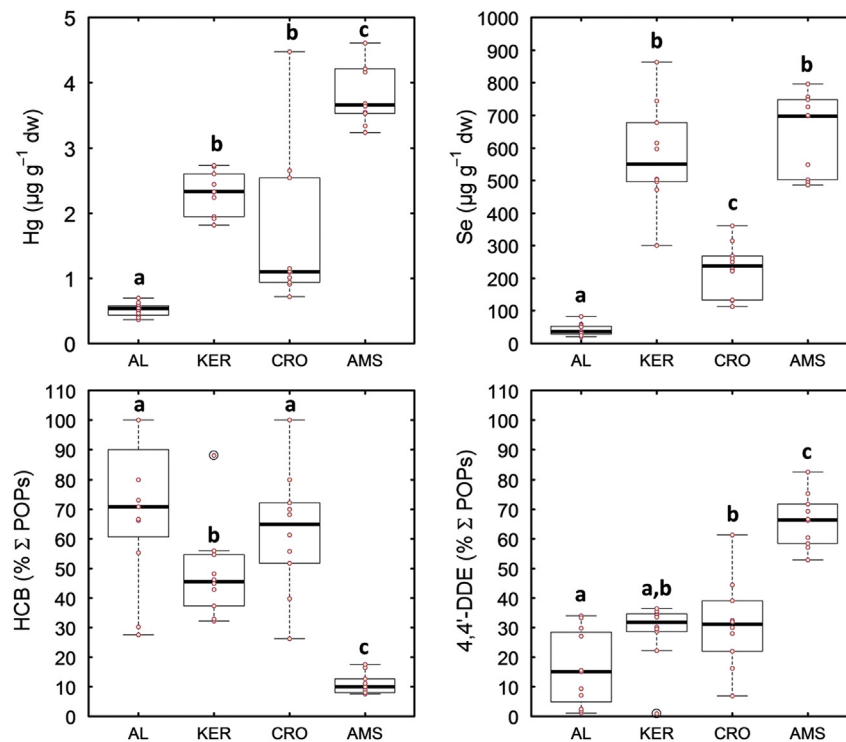 Hg (µg g⁻¹ dw)
5
4
3
2
1
0
a
b
b
c
AL KER CRO AMS
Se (µg g⁻¹ dw)
1000
900
800
700
600
500
400
300
200
100
0
a
b
c
b
AL KER CRO AMS
HCB (% Σ POPs)
110
100
90
80
70
60
50
40
30
20
10
0
a
b
a
c
AL KER CRO AMS
4,4'-DDE (% Σ POPs)
110
100
90
80
70
60
50
40
30
20
10
0
a
a,b
b
c
AL KER CRO AMS